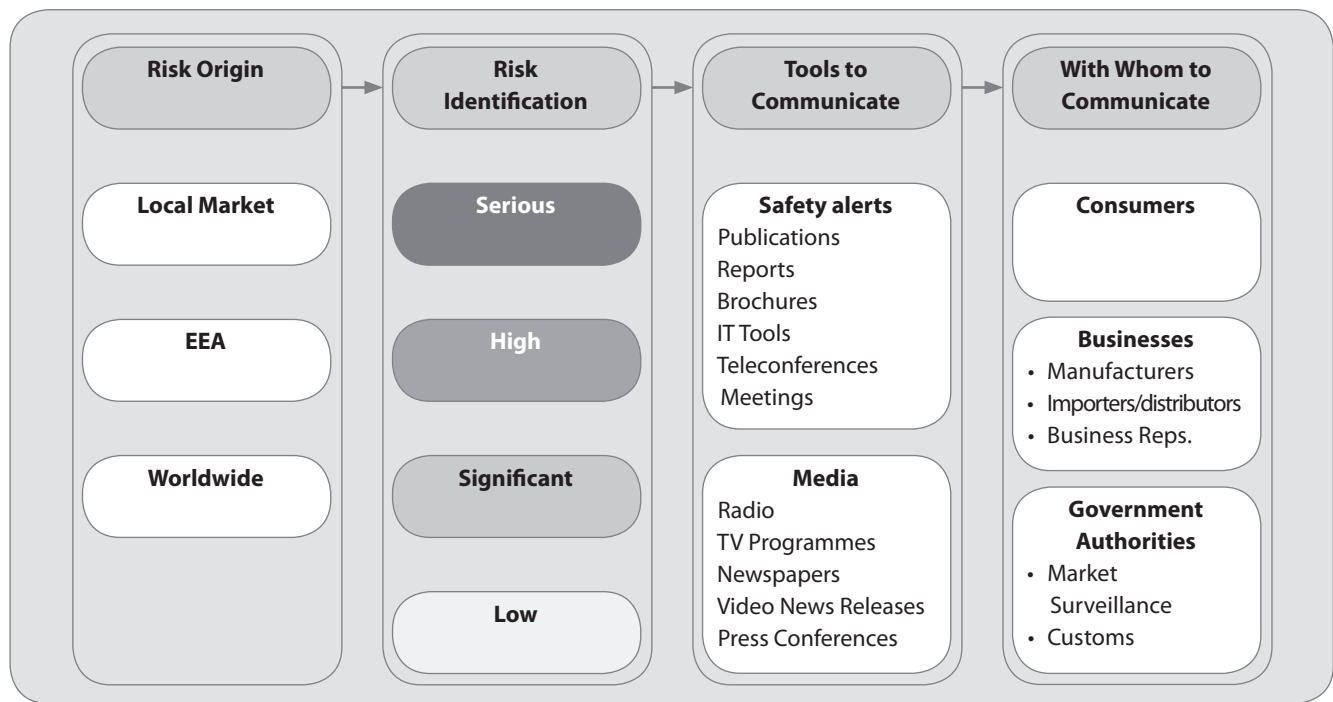 Risk Origin
Local Market
EEA
Worldwide
Risk
Identification
Serious
High
Significant
Low
Tools to
Communicate
Safety alerts
Publications
Reports
Brochures
IT Tools
Teleconferences
Meetings
Media
Radio
TV Programmes
Newspapers
Video News Releases
Press Conferences
With Whom to
Communicate
Consumers
Businesses
• Manufacturers
• Importers/distributors
• Business Reps.
Government
Authorities
• Market
Surveillance
• Customs